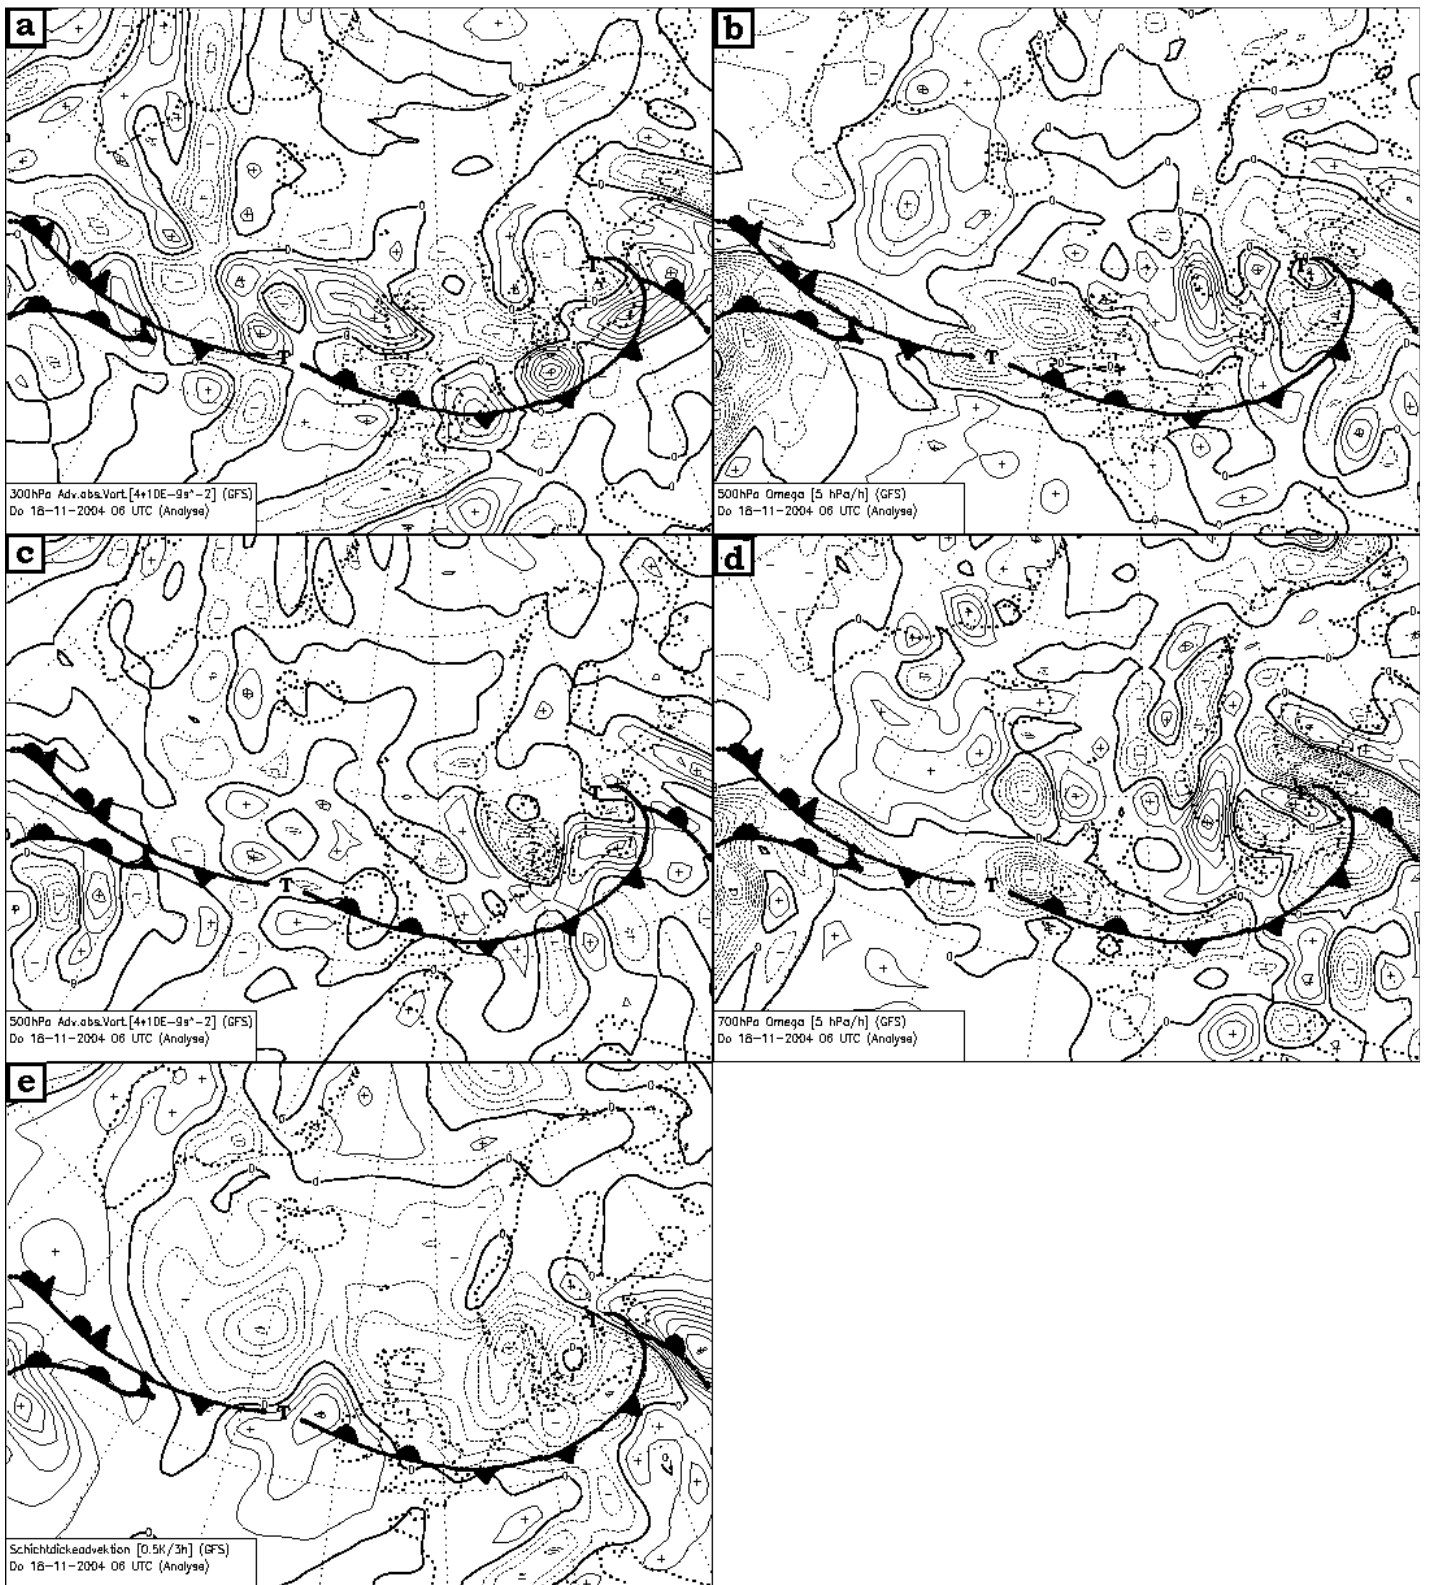 a
b
300hPa Adv.abs.Vort.[4*10E-9s^-2] (GFS)
Do 18-11-2004 06 UTC (Analyse)
500hPa Omega [5 hPa/h] (GFS)
Do 18-11-2004 06 UTC (Analyse)
T
T
T
T
c
d
500hPa Adv.abs.Vort.[4*10E-9s^-2] (GFS)
Do 18-11-2004 06 UTC (Analyse)
700hPa Omega [5 hPa/h] (GFS)
Do 18-11-2004 06 UTC (Analyse)
T
T
T
T
e
T
T
Schichtdickeadvektion [0.5K/3h] (GFS)
Do 18-11-2004 06 UTC (Analyse)